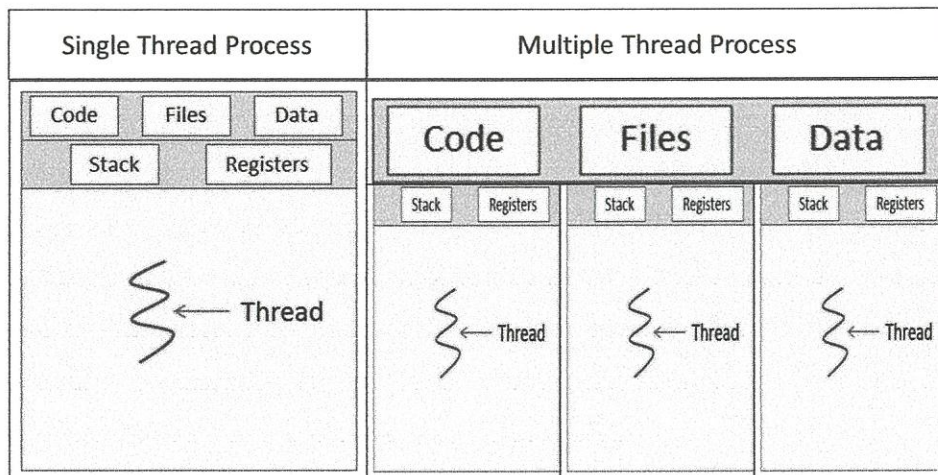 Single Thread Process
Multiple Thread Process
Code Files Data
Stack Registers
Thread
Code Files Data
Stack Registers Stack Registers Stack Registers
Thread Thread Thread